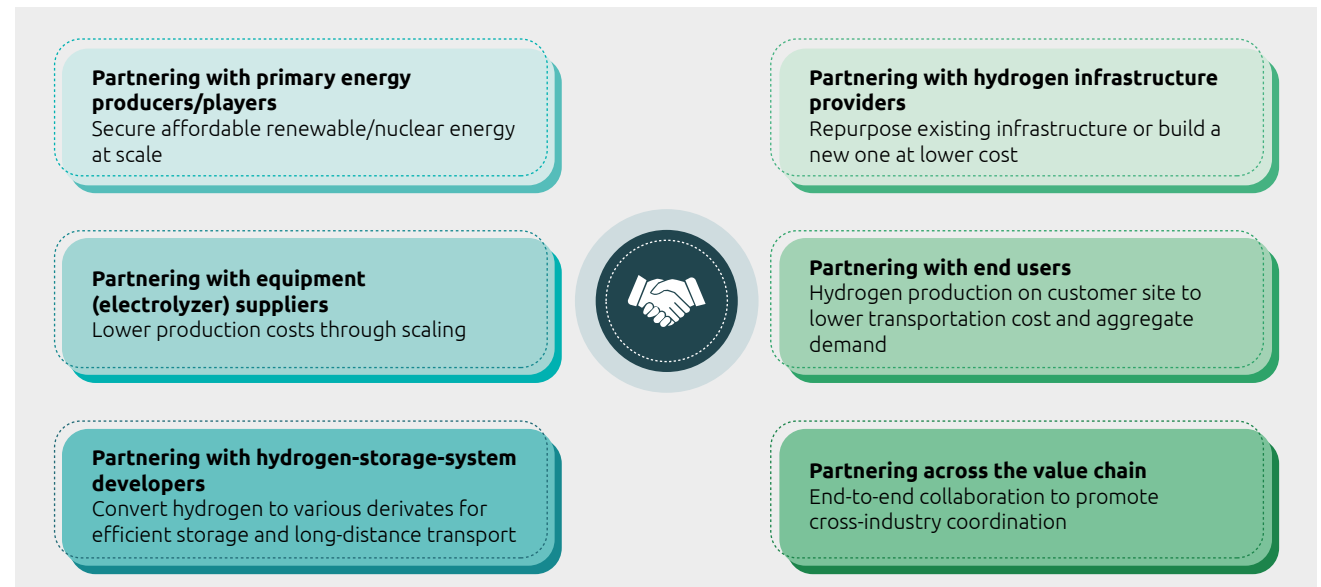 Partnering with primary energy
producers/players
Secure affordable renewable/nuclear energy
at scale
Partnering with equipment
(electrolyzer) suppliers
Lower production costs through scaling
Partnering with hydrogen-storage-system
developers
Convert hydrogen to various derivates for
efficient storage and long-distance transport
Partnering with hydrogen infrastructure
providers
Repurpose existing infrastructure or build a
new one at lower cost
Partnering with end users
Hydrogen production on customer site to
lower transportation cost and aggregate
demand
Partnering across the value chain
End-to-end collaboration to promote
cross-industry coordination